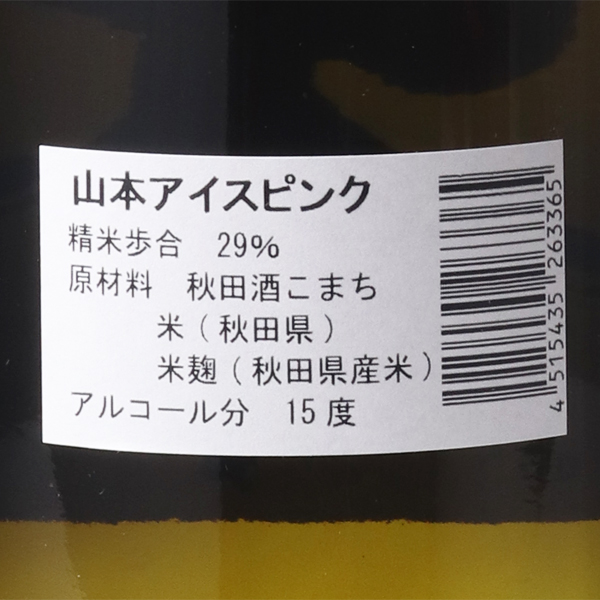 山本アイスピンク
精米歩合 29%
原材料 秋田酒こまち
米(秋田県)
米麹(秋田県産米)
アルコール分 15度
4 515435 263365